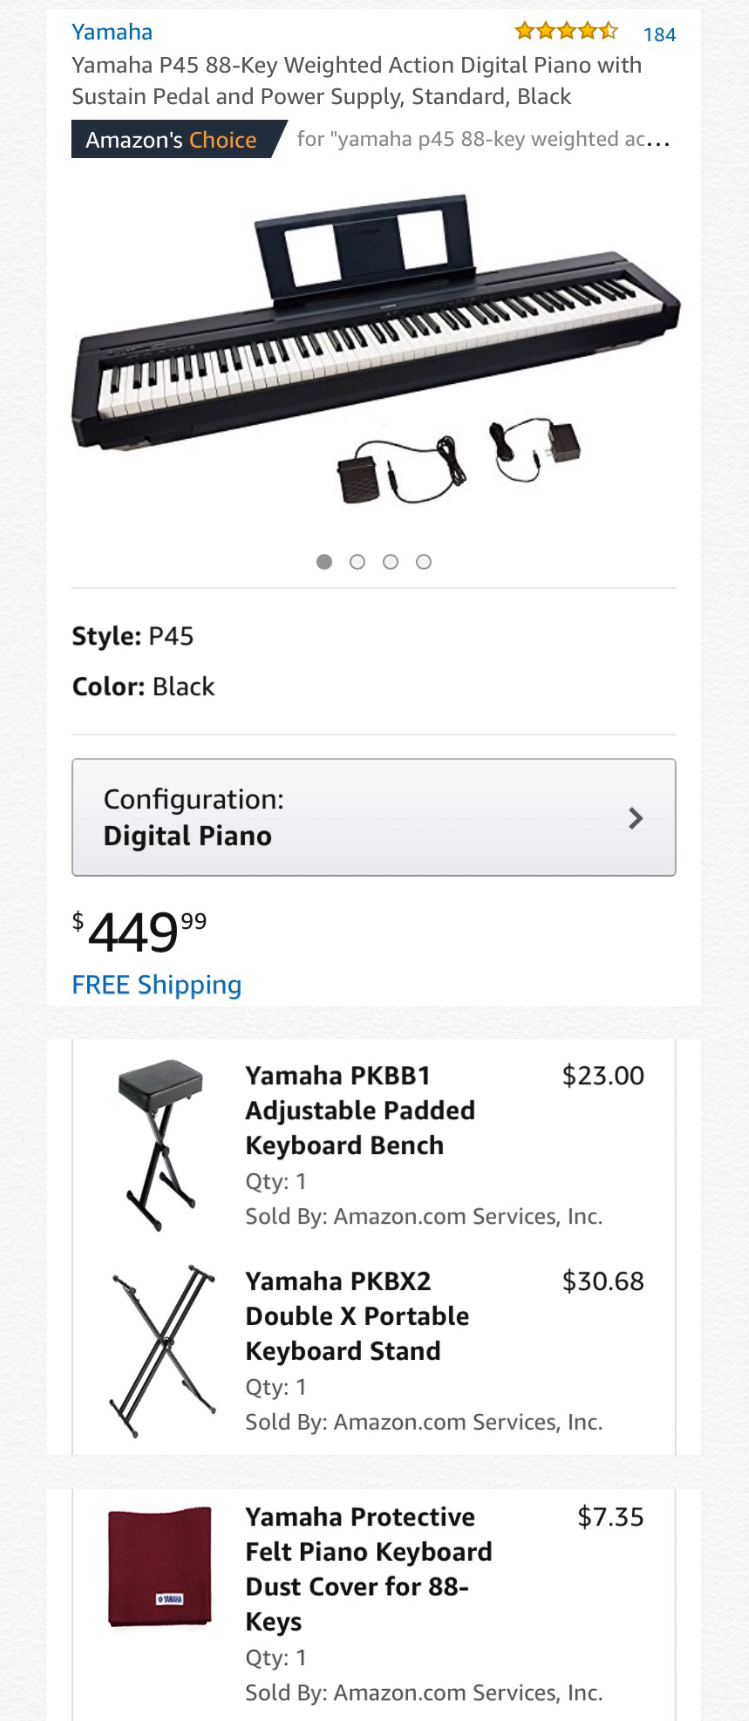 Yamaha 184
Yamaha P45 88-Key Weighted Action Digital Piano with
Sustain Pedal and Power Supply, Standard, Black
Amazon's Choice for "yamaha p45 88-key weighted ac...
Style: P45
Color: Black
Configuration:
Digital Piano
$449 99
FREE Shipping
Yamaha PKBB1 $23.00
Adjustable Padded
Keyboard Bench
Qty: 1
Sold By: Amazon.com Services, Inc.
Yamaha PKBX2 $30.68
Double X Portable
Keyboard Stand
Qty: 1
Sold By: Amazon.com Services, Inc.
Yamaha Protective $7.35
Felt Piano Keyboard
Dust Cover for 88-
Keys
YAMAHA
Qty: 1
Sold By: Amazon.com Services, Inc.